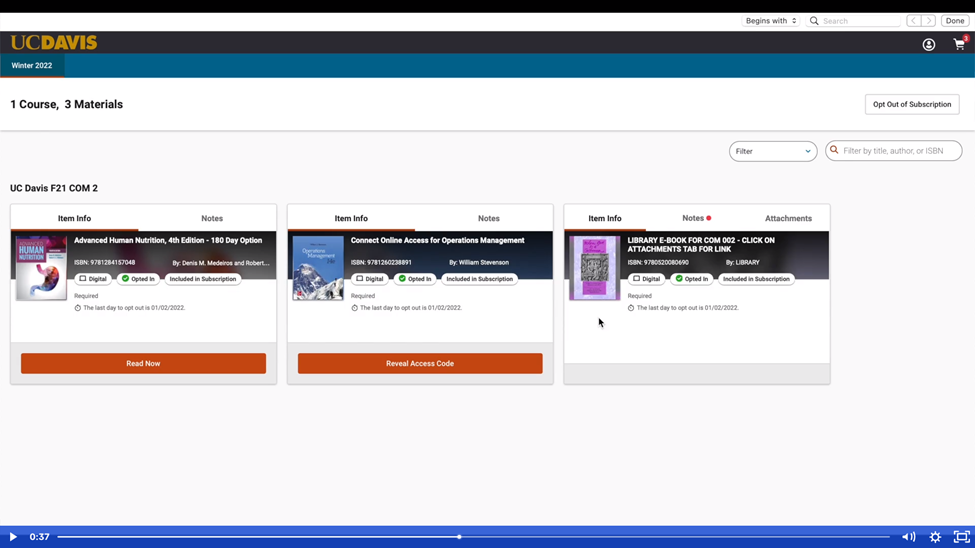 Begins with
Search
Done
UCDAVIS
3
Winter 2022
1 Course, 3 Materials
Opt Out of Subscription
Filter
Filter by title, author, or ISBN
UC Davis F21 COM 2
Item Info
Notes
ADVANCED
HUMAN
NUTRITION
Advanced Human Nutrition, 4th Edition - 180 Day Option
ISBN: 9781284157048
By: Denis M. Medeiros and Robert...
Digital
Opted In
Included in Subscription
Required
The last day to opt out is 01/02/2022.
Read Now
Item Info
Notes
Operations
Management
Connect Online Access for Operations Management
ISBN: 9781260238891
By: William Stevenson
Digital
Opted In
Included in Subscription
Required
The last day to opt out is 01/02/2022.
Reveal Access Code
Item Info
Notes
Attachments
LIBRARY E-BOOK FOR COM 002 - CLICK ON
ATTACHMENTS TAB FOR LINK
ISBN: 9780520080690
By: LIBRARY
Digital
Opted In
Included in Subscription
Required
The last day to opt out is 01/02/2022.
0:37